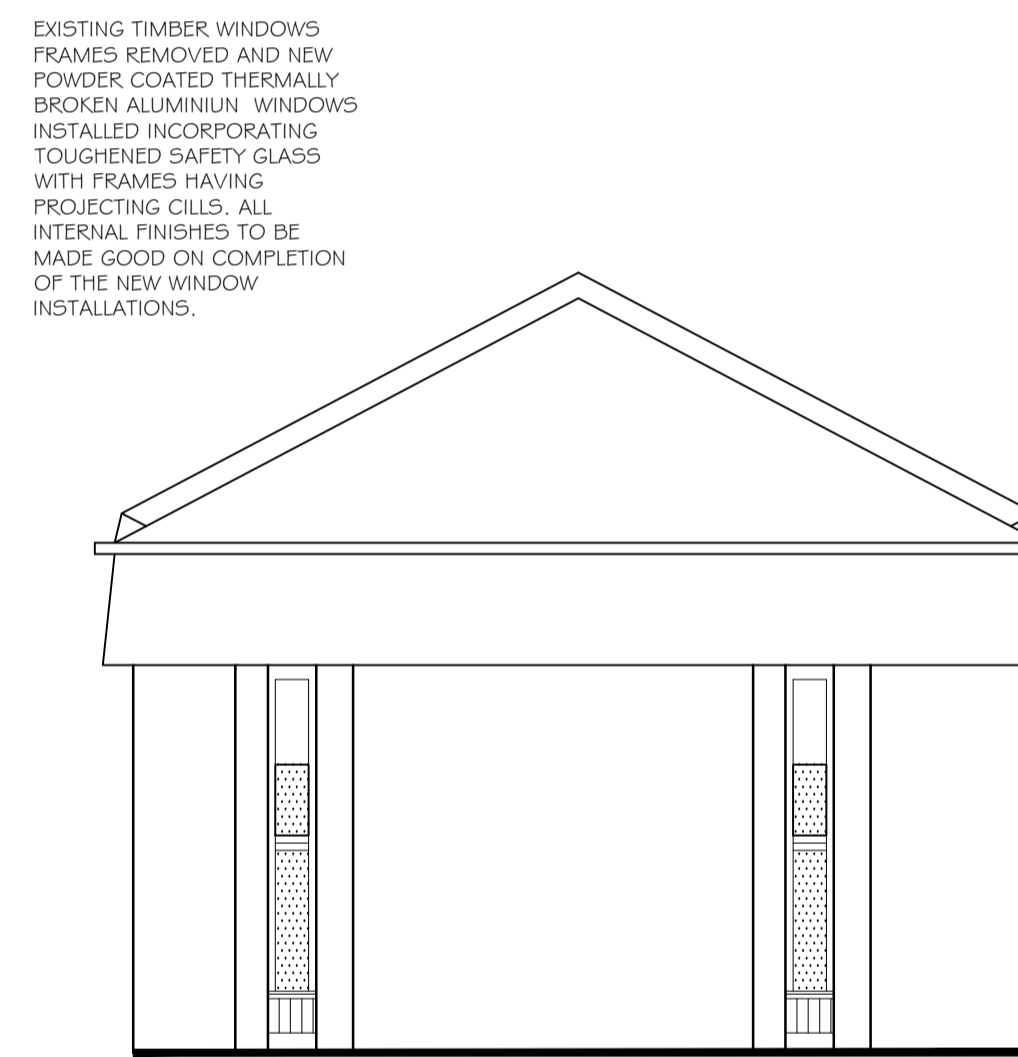 EXISTING TIMBER WINDOWS
FRAMES REMOVED AND NEW
POWDER COATED THERMALLY
BROKEN ALUMINIUN WINDOWS
INSTALLED INCORPORATING
TOUGHENED SAFETY GLASS
WITH FRAMES HAVING
PROJECTING CILLS. ALL
INTERNAL FINISHES TO BE
MADE GOOD ON COMPLETION
OF THE NEW WINDOW
INSTALLATIONS.